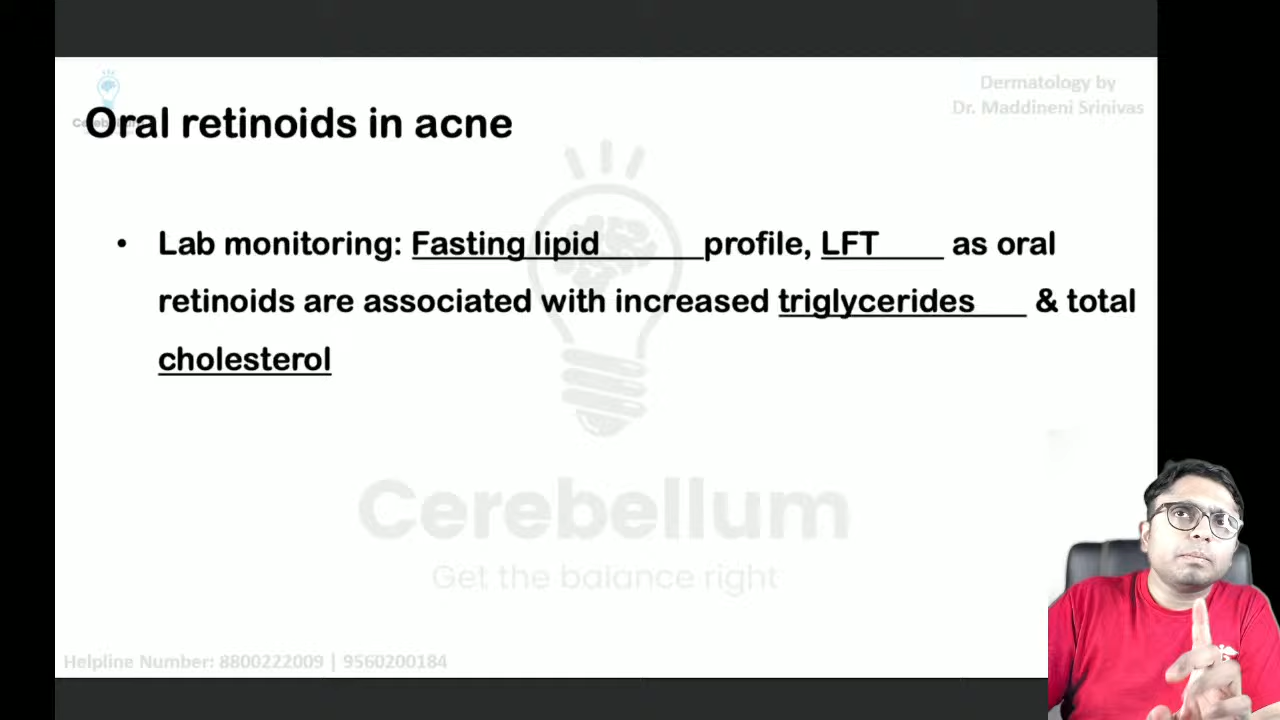 Dermatology by
Dr. Maddineni Srinivas
Oral retinoids in acne
• Lab monitoring: Fasting lipid profile, LFT as oral
retinoids are associated with increased triglycerides & total
cholesterol
Cerebellum
Get the balance right
Helpline Number: 8800222009 | 9560200184